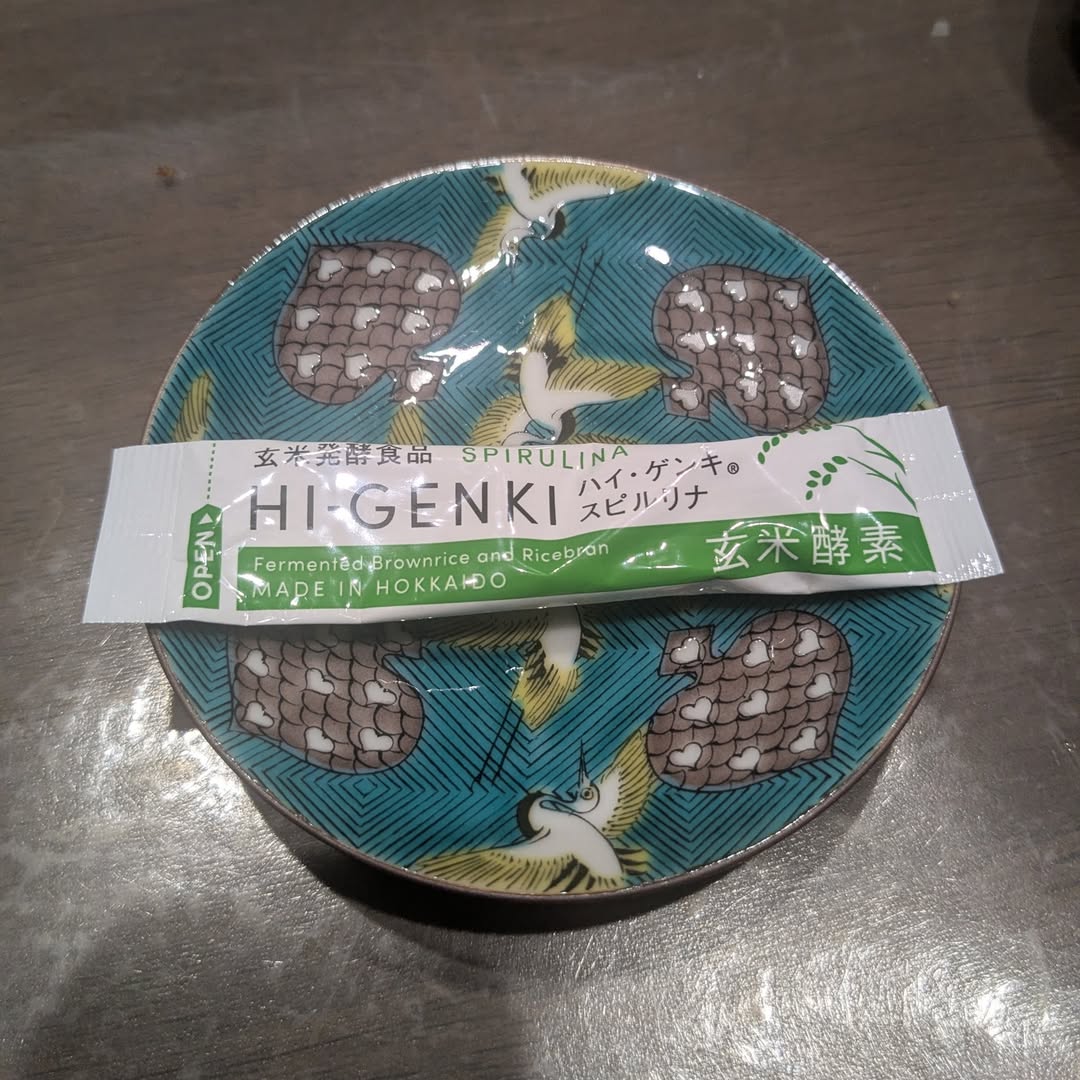 玄米発酵食品 SPIRULINA
HI-GENKI ハイ・ゲンキ®
スピルリナ
OPEN
Fermented Brownrice and Ricebran
MADE IN HOKKAIDO
玄米酵素